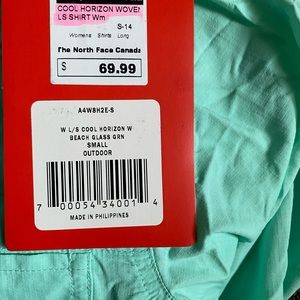 COOL HORIZON WOVEN
LS SHIRT Wm
S-14
Womens Shirts Long
The North Face Canada
$ 69.99
A4W8H2E-S
W L/S COOL HORIZON W
BEACH GLASS GRN
SMALL
OUTDOOR
7 00054 34001 4
MADE IN PHILIPPINES